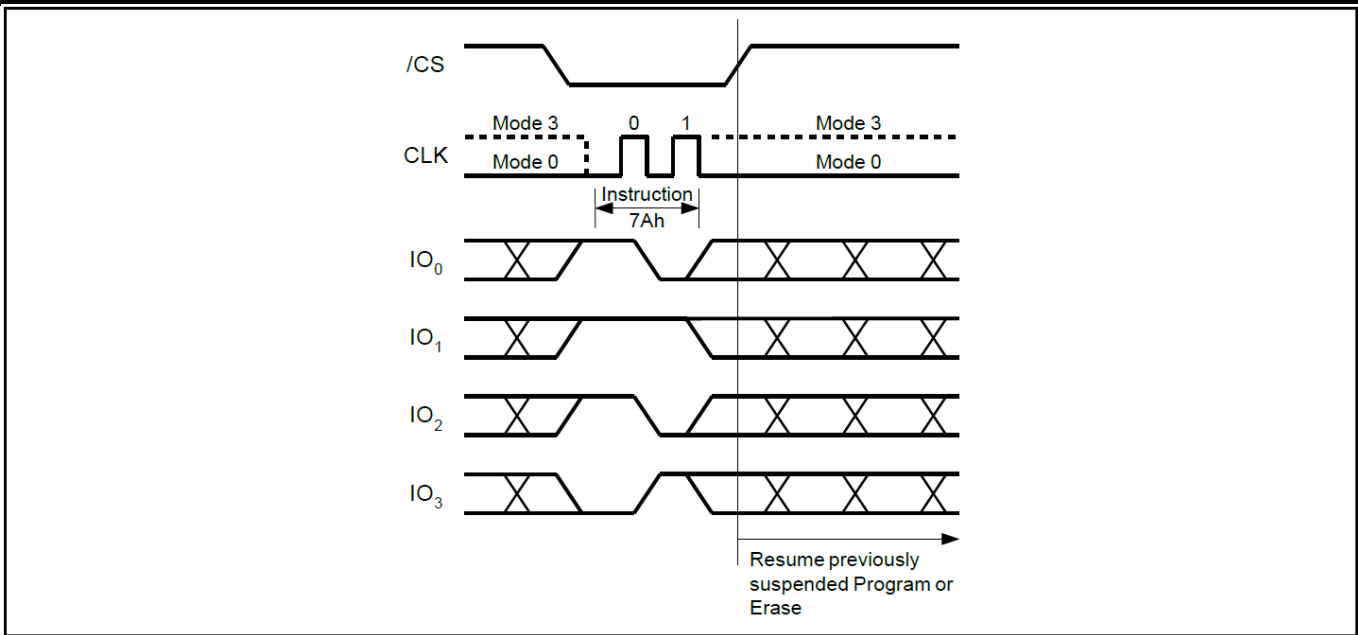 /CS
Mode 3 0 1 Mode 3
CLK
Mode 0 Mode 0
Instruction
7Ah
IO0
IO1
IO2
IO3
Resume previously
suspended Program or
Erase